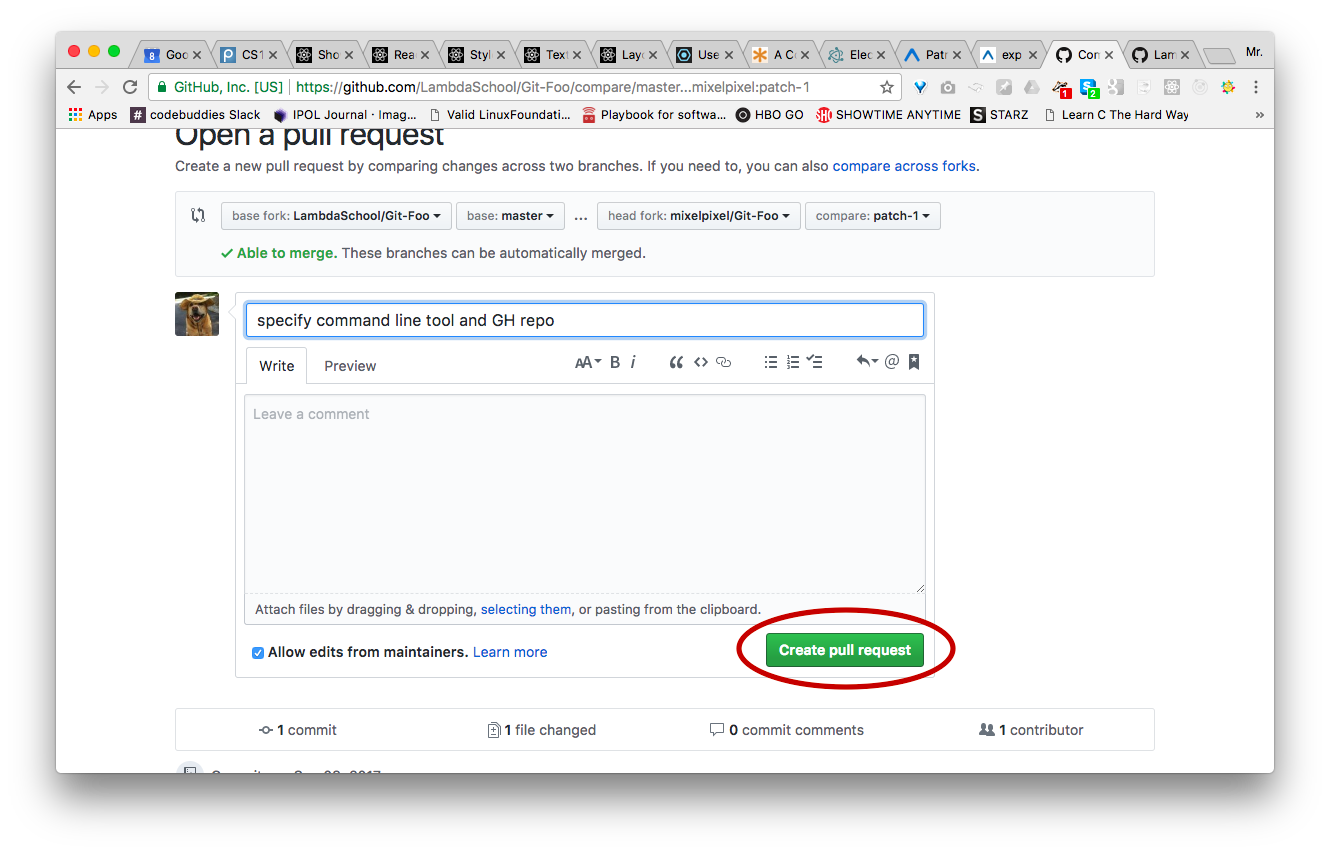 Goo CS1 Sho Rea Styl Text Layo Use A Co Elec Patr exp Con Lam Mr.
GitHub, Inc. [US] https://github.com/LambdaSchool/Git-Foo/compare/master...mixelpixel:patch-1
1 2
Apps codebuddies Slack IPOL Journal · Imag... Valid LinuxFoundati... Playbook for softwa... HBO GO SHOWTIME ANYTIME STARZ Learn C The Hard Way »
Open a pull request
Create a new pull request by comparing changes across two branches. If you need to, you can also compare across forks.
base fork: LambdaSchool/Git-Foo base: master ... head fork: mixelpixel/Git-Foo compare: patch-1
Able to merge. These branches can be automatically merged.
specify command line tool and GH repo
Write Preview AA B i
Leave a comment
Attach files by dragging & dropping, selecting them, or pasting from the clipboard.
Allow edits from maintainers. Learn more Create pull request
1 commit 1 file changed 0 commit comments 1 contributor